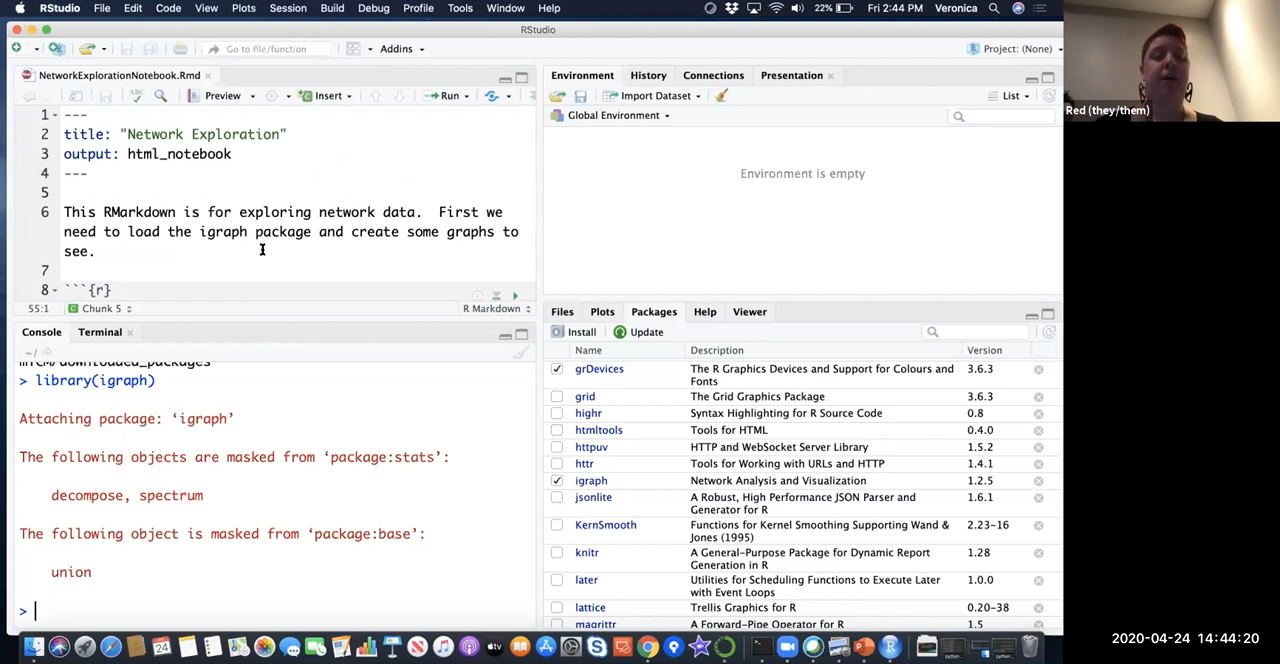 RStudio File Edit Code View Plots Session Build Debug Profile Tools Window Help 22% Fri 2:44 PM Veronica
RStudio
Go to file/function Addins Project: (None)
NetworkExplorationNotebook.Rmd
Preview Insert Run
1 ---
2 title: "Network Exploration"
3 output: html_notebook
4 ---
5
6 This RMarkdown is for exploring network data. First we
need to load the igraph package and create some graphs to
see.
7
8 ```{r}
55:1 Chunk 5 R Markdown
Console Terminal
~/
> library(igraph)
Attaching package: ‘igraph’
The following objects are masked from ‘package:stats’:
decompose, spectrum
The following object is masked from ‘package:base’:
union
>
Environment History Connections Presentation
Import Dataset List
Global Environment
Environment is empty
Files Plots Packages Help Viewer
Install Update
Name Description Version
grDevices The R Graphics Devices and Support for Colours and 3.6.3
Fonts
grid The Grid Graphics Package 3.6.3
highr Syntax Highlighting for R Source Code 0.8
htmltools Tools for HTML 0.4.0
httpuv HTTP and WebSocket Server Library 1.5.2
httr Tools for Working with URLs and HTTP 1.4.1
igraph Network Analysis and Visualization 1.2.5
jsonlite A Robust, High Performance JSON Parser and 1.6.1
Generator for R
KernSmooth Functions for Kernel Smoothing Supporting Wand & 2.23-16
Jones (1995)
knitr A General-Purpose Package for Dynamic Report 1.28
Generation in R
later Utilities for Scheduling Functions to Execute Later 1.0.0
with Event Loops
lattice Trellis Graphics for R 0.20-38
magrittr A Forward-Pipe Operator for R 1.5
Red (they/them)
2020-04-24 14:44:20